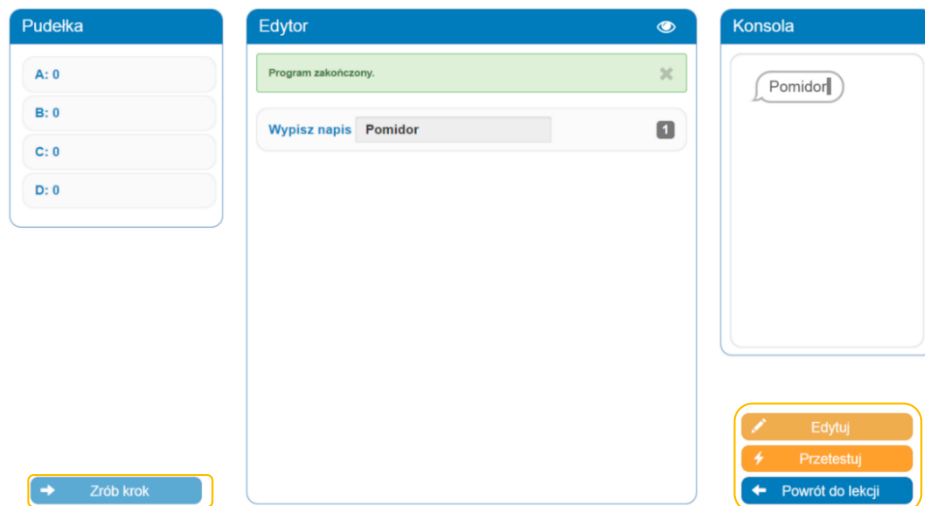 Pudełka
A: 0
B: 0
C: 0
D: 0
Zrób krok
Edytor
Program zakończony.
Wypisz napis Pomidor 1
Konsola
Pomidor
Edytuj
Przetestuj
Powrót do lekcji